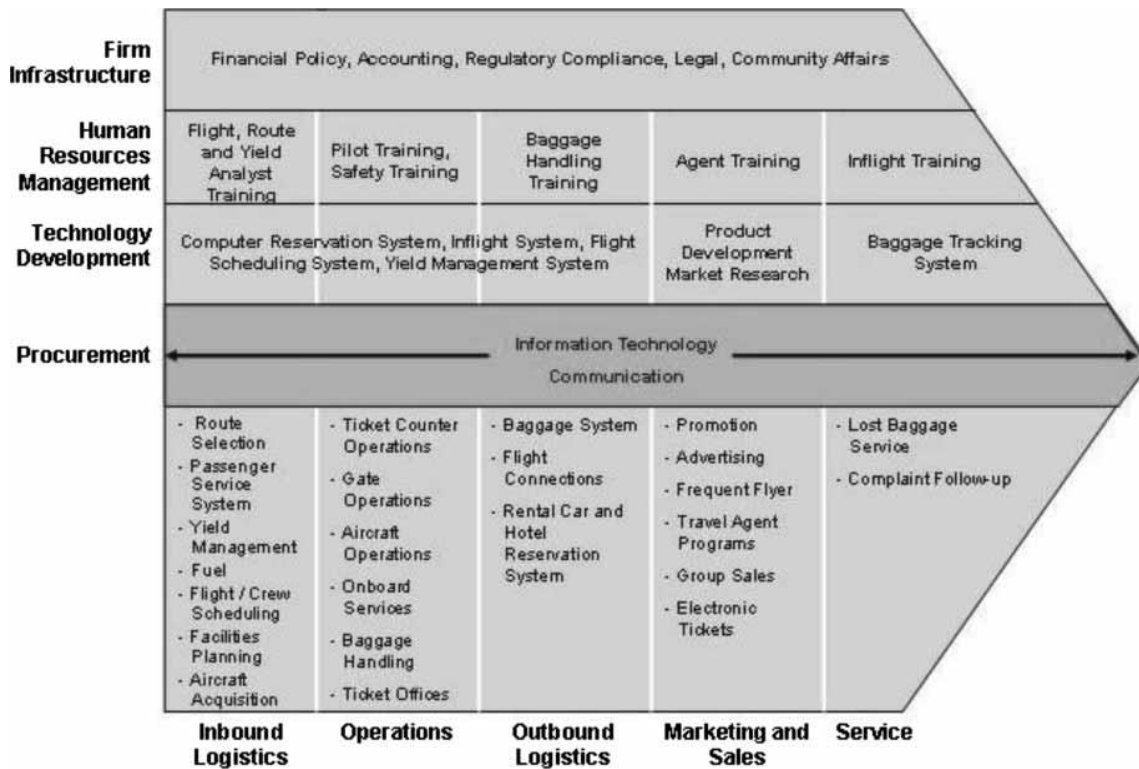 Firm
Infrastructure
Financial Policy, Accounting, Regulatory Compliance, Legal, Community Affairs
Human
Resources
Management
Flight, Route
and Yield
Analyst
Training
Pilot Training,
Safety Training
Baggage
Handling
Training
Agent Training
Inflight Training
Technology
Development
Computer Reservation System, Inflight System, Flight
Scheduling System, Yield Management System
Product
Development
Market Research
Baggage Tracking
System
Procurement
Information Technology
Communication
- Route
Selection
- Passenger
Service
System
- Yield
Management
- Fuel
- Flight / Crew
Scheduling
- Facilities
Planning
- Aircraft
Acquisition
- Ticket Counter
Operations
- Gate
Operations
- Aircraft
Operations
- Onboard
Services
- Baggage
Handling
- Ticket Offices
- Baggage System
- Flight
Connections
- Rental Car and
Hotel
Reservation
System
- Promotion
- Advertising
- Frequent Flyer
- Travel Agent
Programs
- Group Sales
- Electronic
Tickets
- Lost Baggage
Service
- Complaint Follow-up
Inbound
Logistics
Operations
Outbound
Logistics
Marketing and
Sales
Service